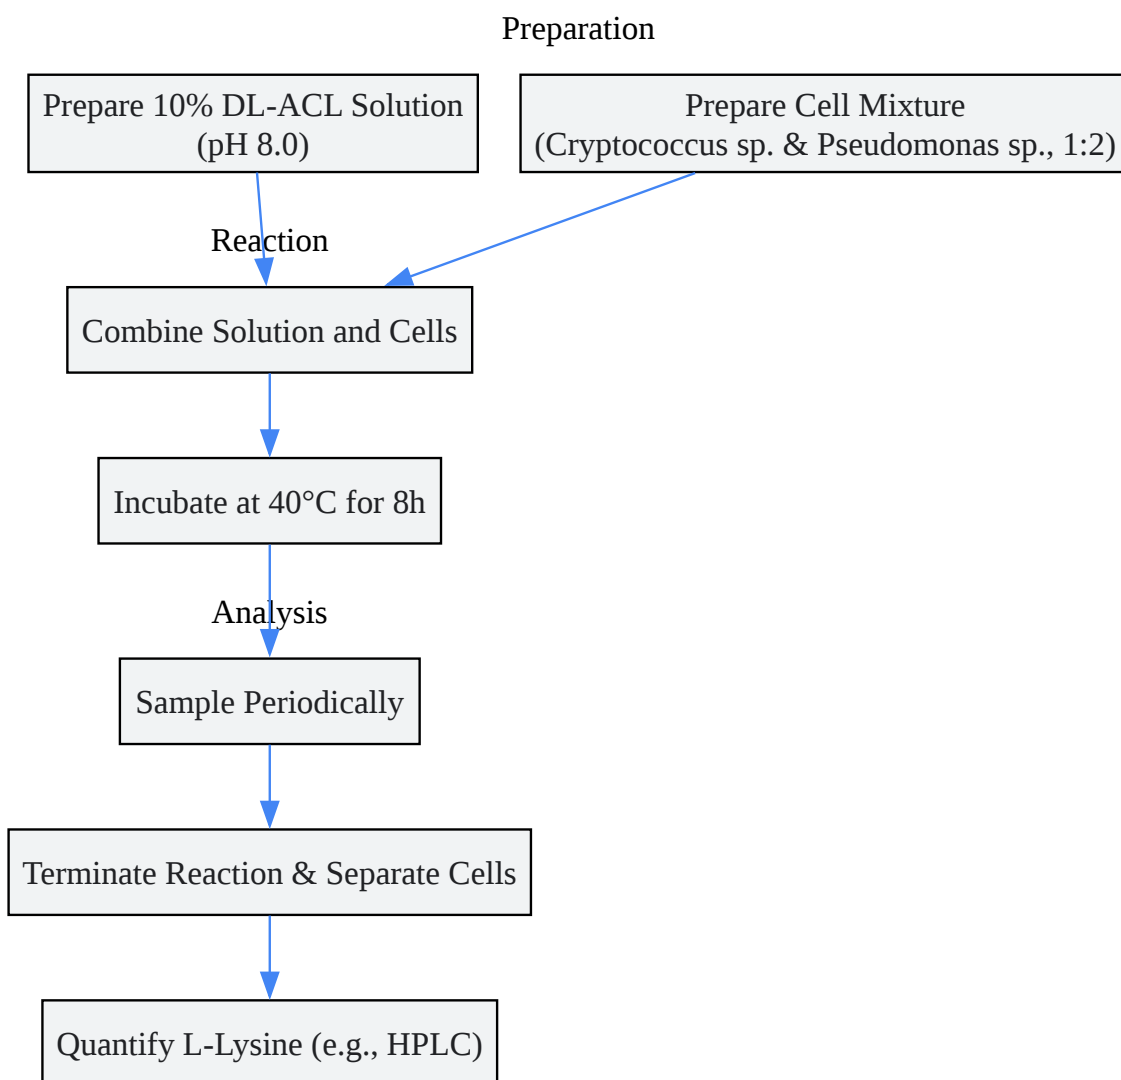 Preparation
Prepare 10% DL-ACL Solution
(pH 8.0)
Prepare Cell Mixture
(Cryptococcus sp. & Pseudomonas sp., 1:2)
Reaction
Combine Solution and Cells
Incubate at 40°C for 8h
Analysis
Sample Periodically
Terminate Reaction & Separate Cells
Quantify L-Lysine (e.g., HPLC)